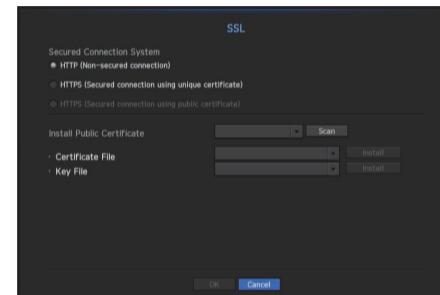 SSL
Secured Connection System
HTTP (Non-secured connection)
HTTPS (Secured connection using unique certificate)
HTTPS (Secured connection using public certificate)
Install Public Certificate
Scan
· Certificate File
Install
· Key File
Install
OK
Cancel